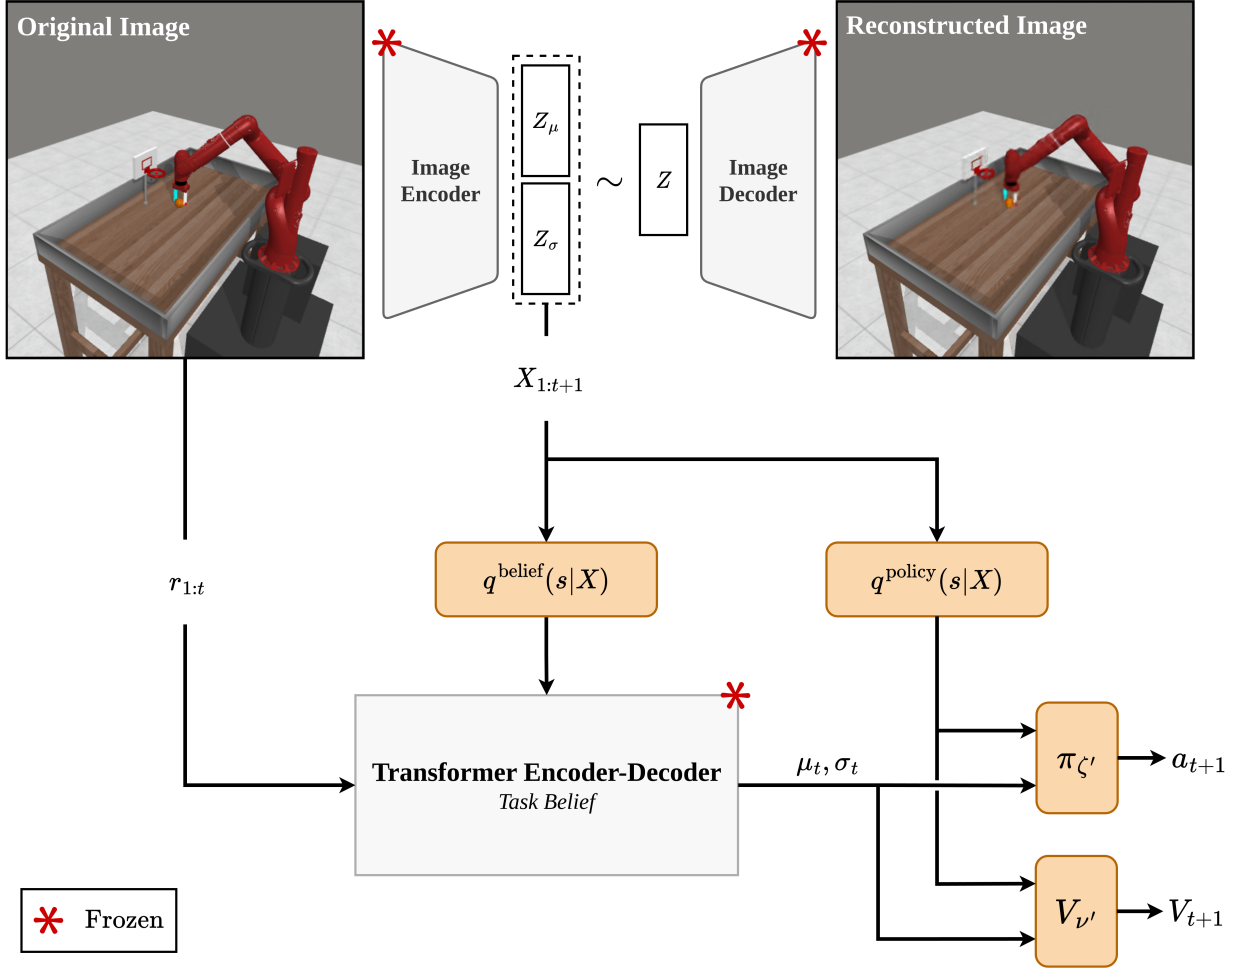 Original Image
Reconstructed Image
Image
Encoder
Z_μ
Z_σ
∼
Z
Image
Decoder
X_{1:t+1}
r_{1:t}
q^{belief}(s|X)
q^{policy}(s|X)
Transformer Encoder-Decoder
Task Belief
μ_t, σ_t
π_{ζ'}
a_{t+1}
V_{ν'}
V_{t+1}
Frozen